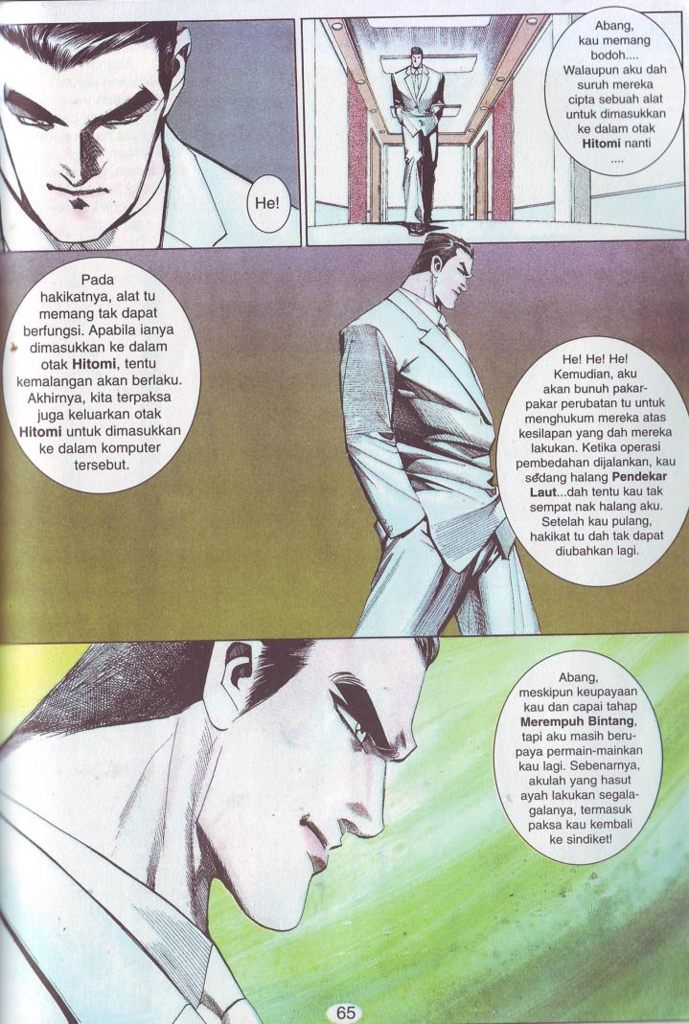 He!
Abang,
kau memang
bodoh....
Walaupun aku dah
suruh mereka
cipta sebuah alat
untuk dimasukkan
ke dalam otak
Hitomi nanti
....
Pada
hakikatnya, alat tu
memang tak dapat
berfungsi. Apabila ianya
dimasukkan ke dalam
otak Hitomi, tentu
kemalangan akan berlaku.
Akhirnya, kita terpaksa
juga keluarkan otak
Hitomi untuk dimasukkan
ke dalam komputer
tersebut.
He! He! He!
Kemudian, aku
akan bunuh pakar-
pakar perubatan tu untuk
menghukum mereka atas
kesilapan yang dah mereka
lakukan. Ketika operasi
pembedahan dijalankan, kau
sedang halang Pendekar
Laut...dah tentu kau tak
sempat nak halang aku.
Setelah kau pulang,
hakikat tu dah tak dapat
diubahkan lagi.
Abang,
meskipun keupayaan
kau dan capai tahap
Merempuh Bintang,
tapi aku masih beru-
paya permain-mainkan
kau lagi. Sebenarnya,
akulah yang hasut
ayah lakukan segala-
galanya, termasuk
paksa kau kembali
ke sindiket!
65